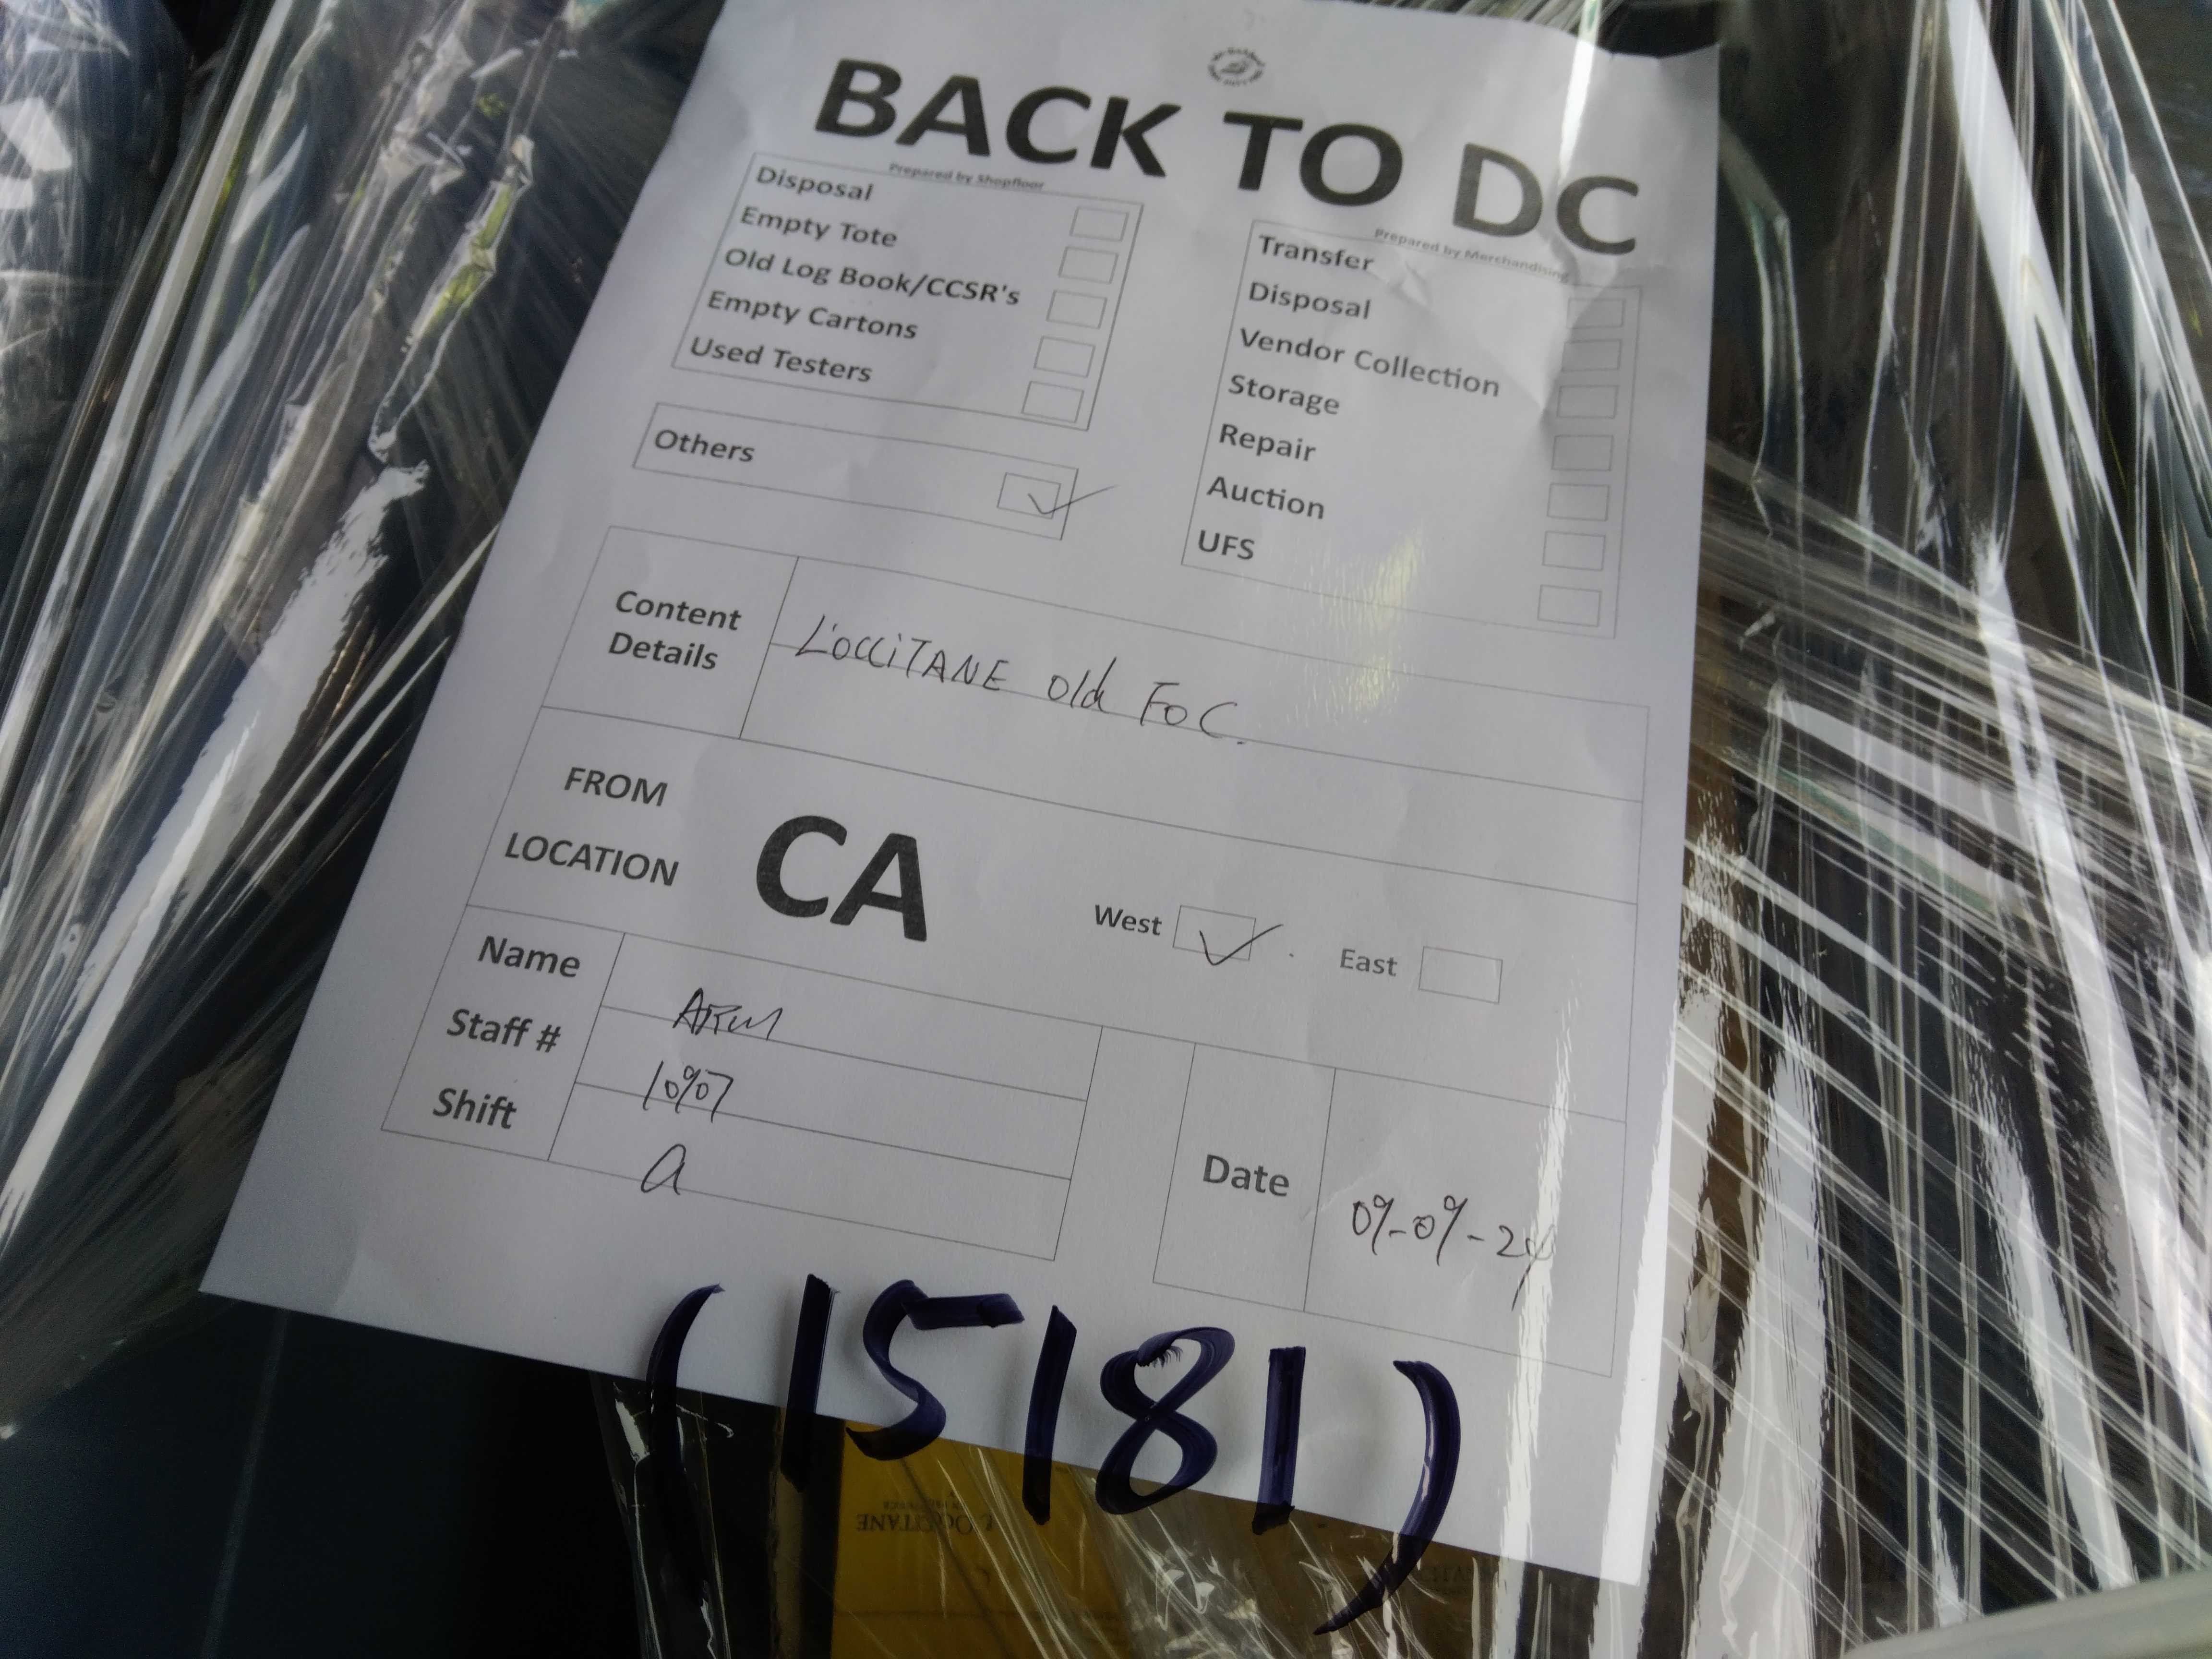 BACK TO DC
Prepared by Shopfloor
Disposal
Empty Tote
Old Log Book/CCSR's
Empty Cartons
Used Testers
Others
Prepared by Merchandising
Transfer
Disposal
Vendor Collection
Storage
Repair
Auction
UFS
Content
Details
L'OCCITANE old FOC.
FROM
LOCATION
CA
West
East
Name
Staff #
Shift
a
Date
(15181)
L'OCCITANE